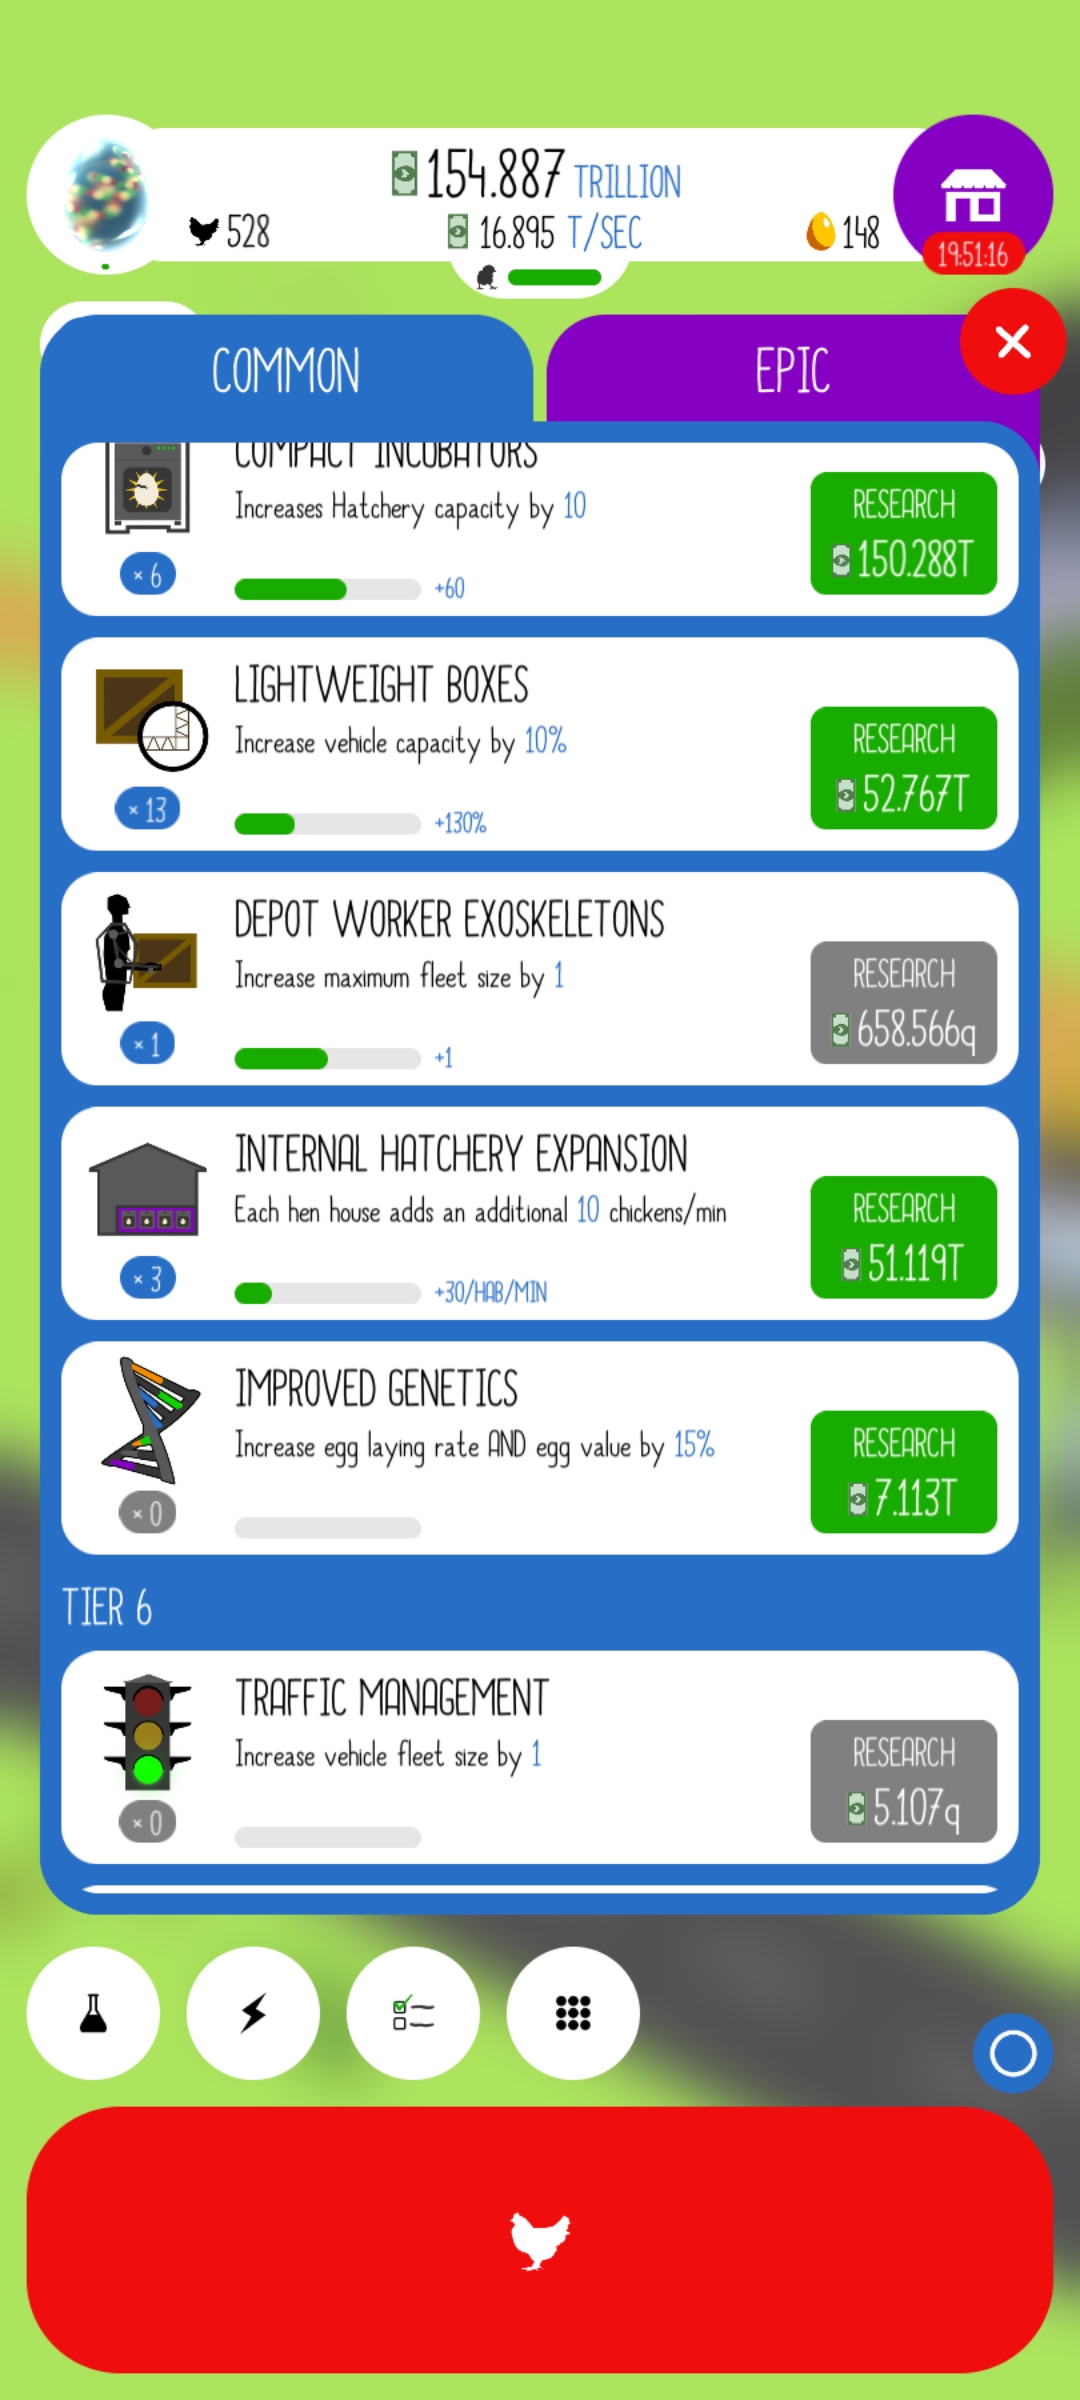 154.887 TRILLION
528
16.895 T/SEC
148
19:51:16
COMMON
EPIC
COMPACT INCUBATORS
Increases Hatchery capacity by 10
RESEARCH
150.288T
× 6
+60
LIGHTWEIGHT BOXES
Increase vehicle capacity by 10%
RESEARCH
52.767T
× 13
+130%
DEPOT WORKER EXOSKELETONS
Increase maximum fleet size by 1
RESEARCH
658.566q
× 1
+1
INTERNAL HATCHERY EXPANSION
Each hen house adds an additional 10 chickens/min
RESEARCH
51.119T
× 3
+30/HAB/MIN
IMPROVED GENETICS
Increase egg laying rate AND egg value by 15%
RESEARCH
7.113T
× 0
TIER 6
TRAFFIC MANAGEMENT
Increase vehicle fleet size by 1
RESEARCH
5.107q
× 0